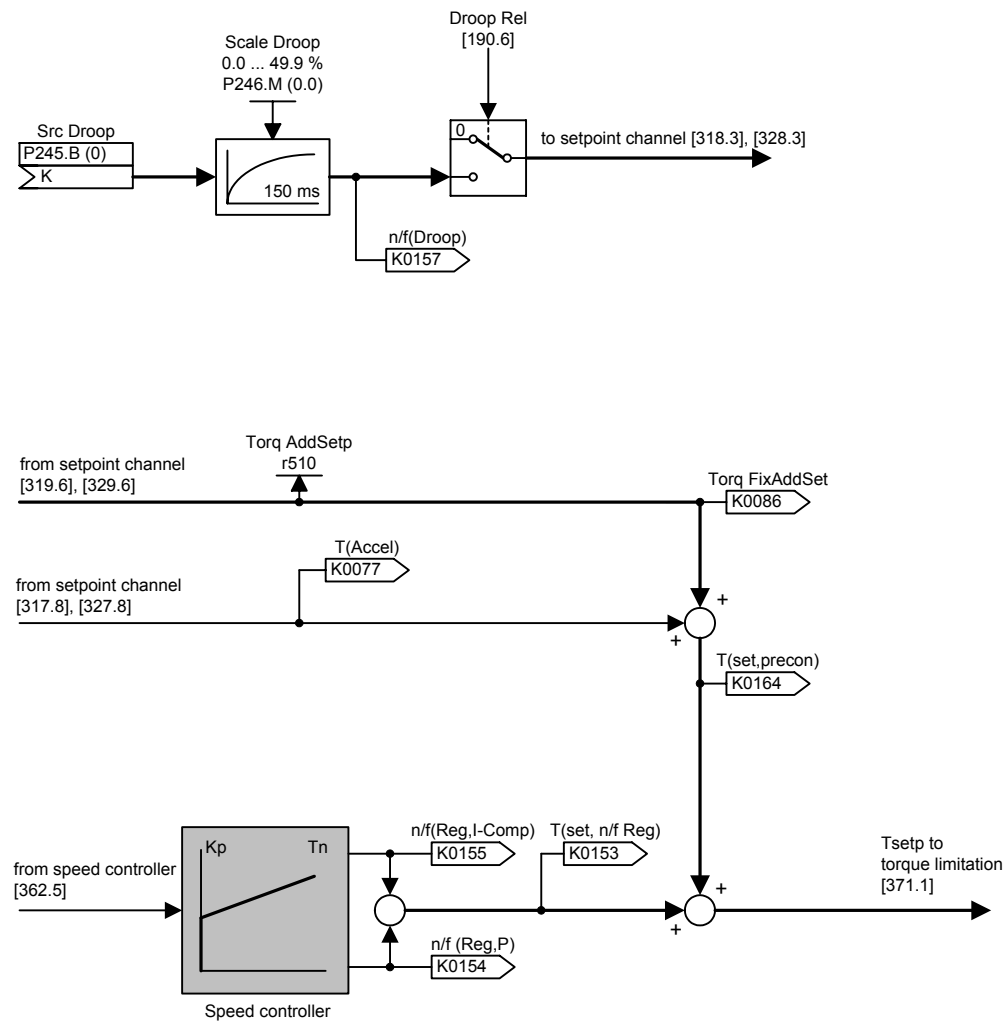 Droop Rel
[190.6]
Scale Droop
0.0 ... 49.9 %
P246.M (0.0)
Src Droop
P245.B (0)
K
150 ms
0
to setpoint channel [318.3], [328.3]
n/f(Droop)
K0157
Torq AddSetp
r510
from setpoint channel
[319.6], [329.6]
Torq FixAddSet
K0086
T(Accel)
K0077
from setpoint channel
[317.8], [327.8]
+
+
T(set,precon)
K0164
Kp
Tn
n/f(Reg,I-Comp)
K0155
T(set, n/f Reg)
K0153
Tsetp to
torque limitation
[371.1]
from speed controller
[362.5]
+
+
n/f (Reg,P)
K0154
Speed controller